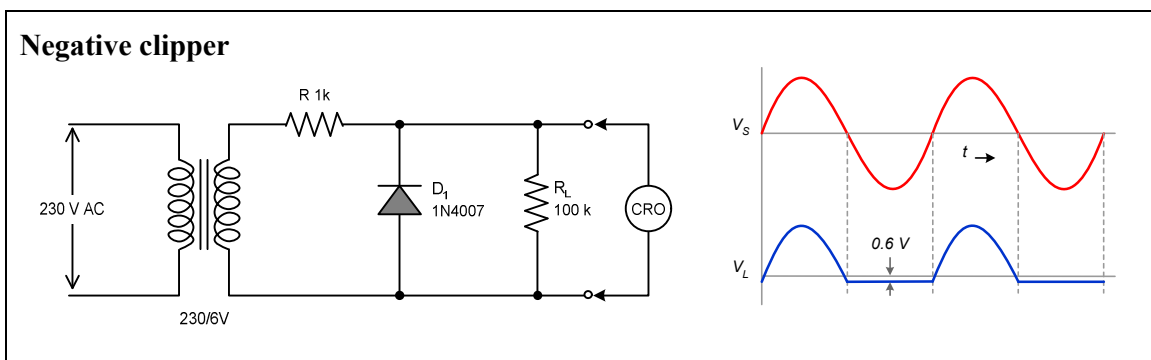 Negative clipper
R 1k
230 V AC
230/6V
D1
1N4007
RL
100 k
CRO
VS
t
VL
0.6 V